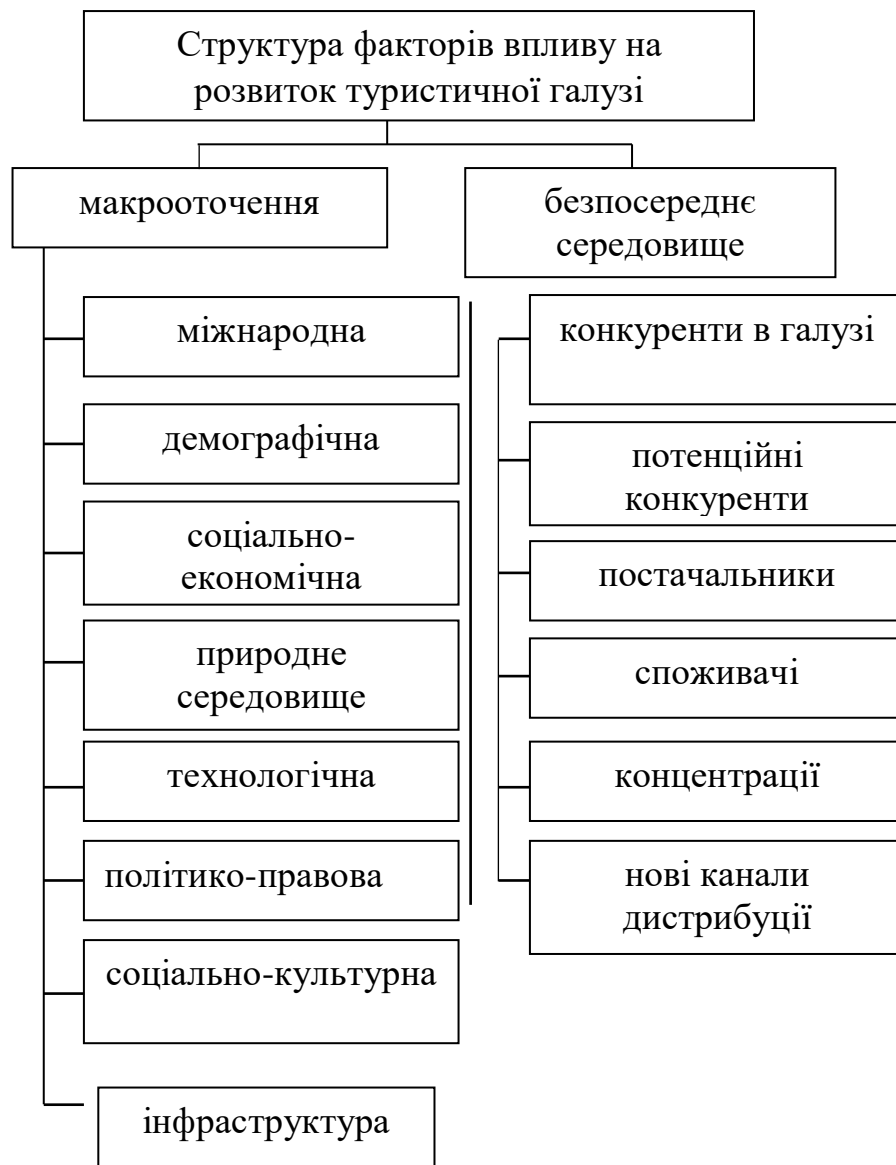 Структура факторів впливу на
розвиток туристичної галузі
макрооточення
безпосереднє
середовище
міжнародна
демографічна
соціально-
економічна
природне
середовище
технологічна
політико-правова
соціально-культурна
інфраструктура
конкуренти в галузі
потенційні
конкуренти
постачальники
споживачі
концентрації
нові канали
дистрибуції